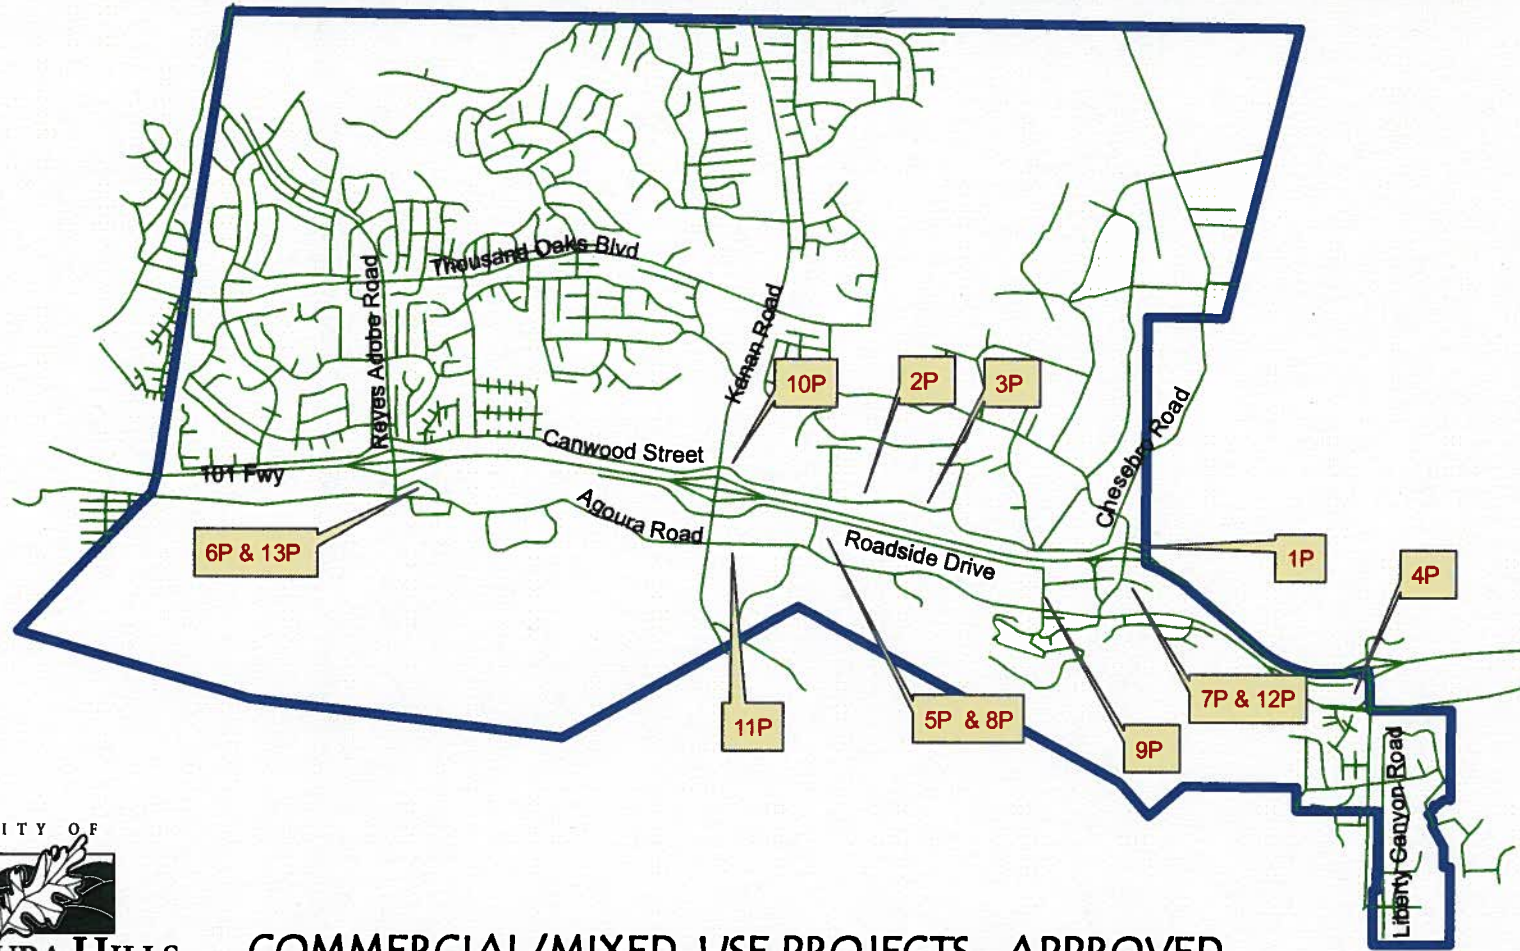 Thousand Oaks Blvd
Reyes Adobe Road
Kanan Road
10P
2P
3P
Chesebro Road
Canwood Street
101 Fwy
Agoura Road
Roadside Drive
6P & 13P
1P
4P
7P & 12P
11P
5P & 8P
9P
Liberty Canyon Road
ITY OF
HILLS
COMMERCIAL/MIXED-USE PROJECTS - APPROVED